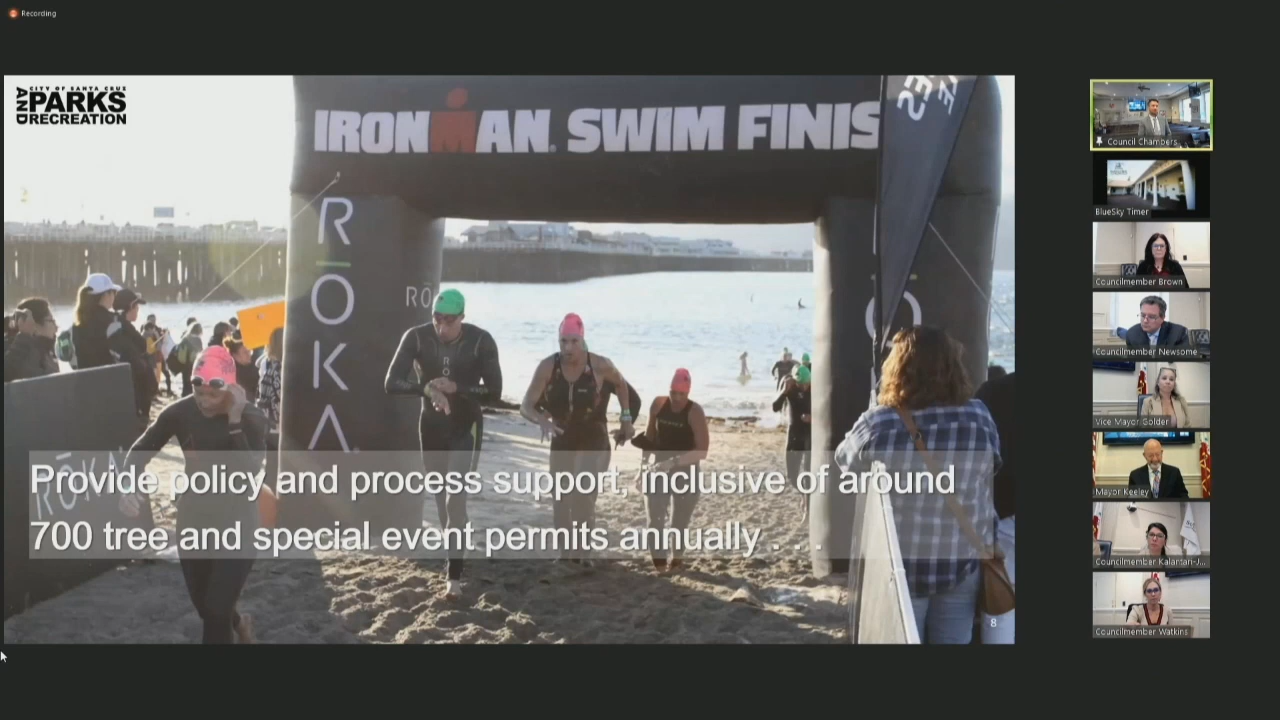 Recording
CITY OF SANTA CRUZ
PARKS
AND
RECREATION
IRONMAN SWIM FINIS
ROKA
RO
ROKA
Provide policy and process support, inclusive of around
700 tree and special event permits annually . . .
8
Council Chambers
BlueSky Timer
Councilmember Brown
Councilmember Newsome
Vice Mayor Golder
Mayor Keeley
Councilmember Kalantari-J...
Councilmember Watkins